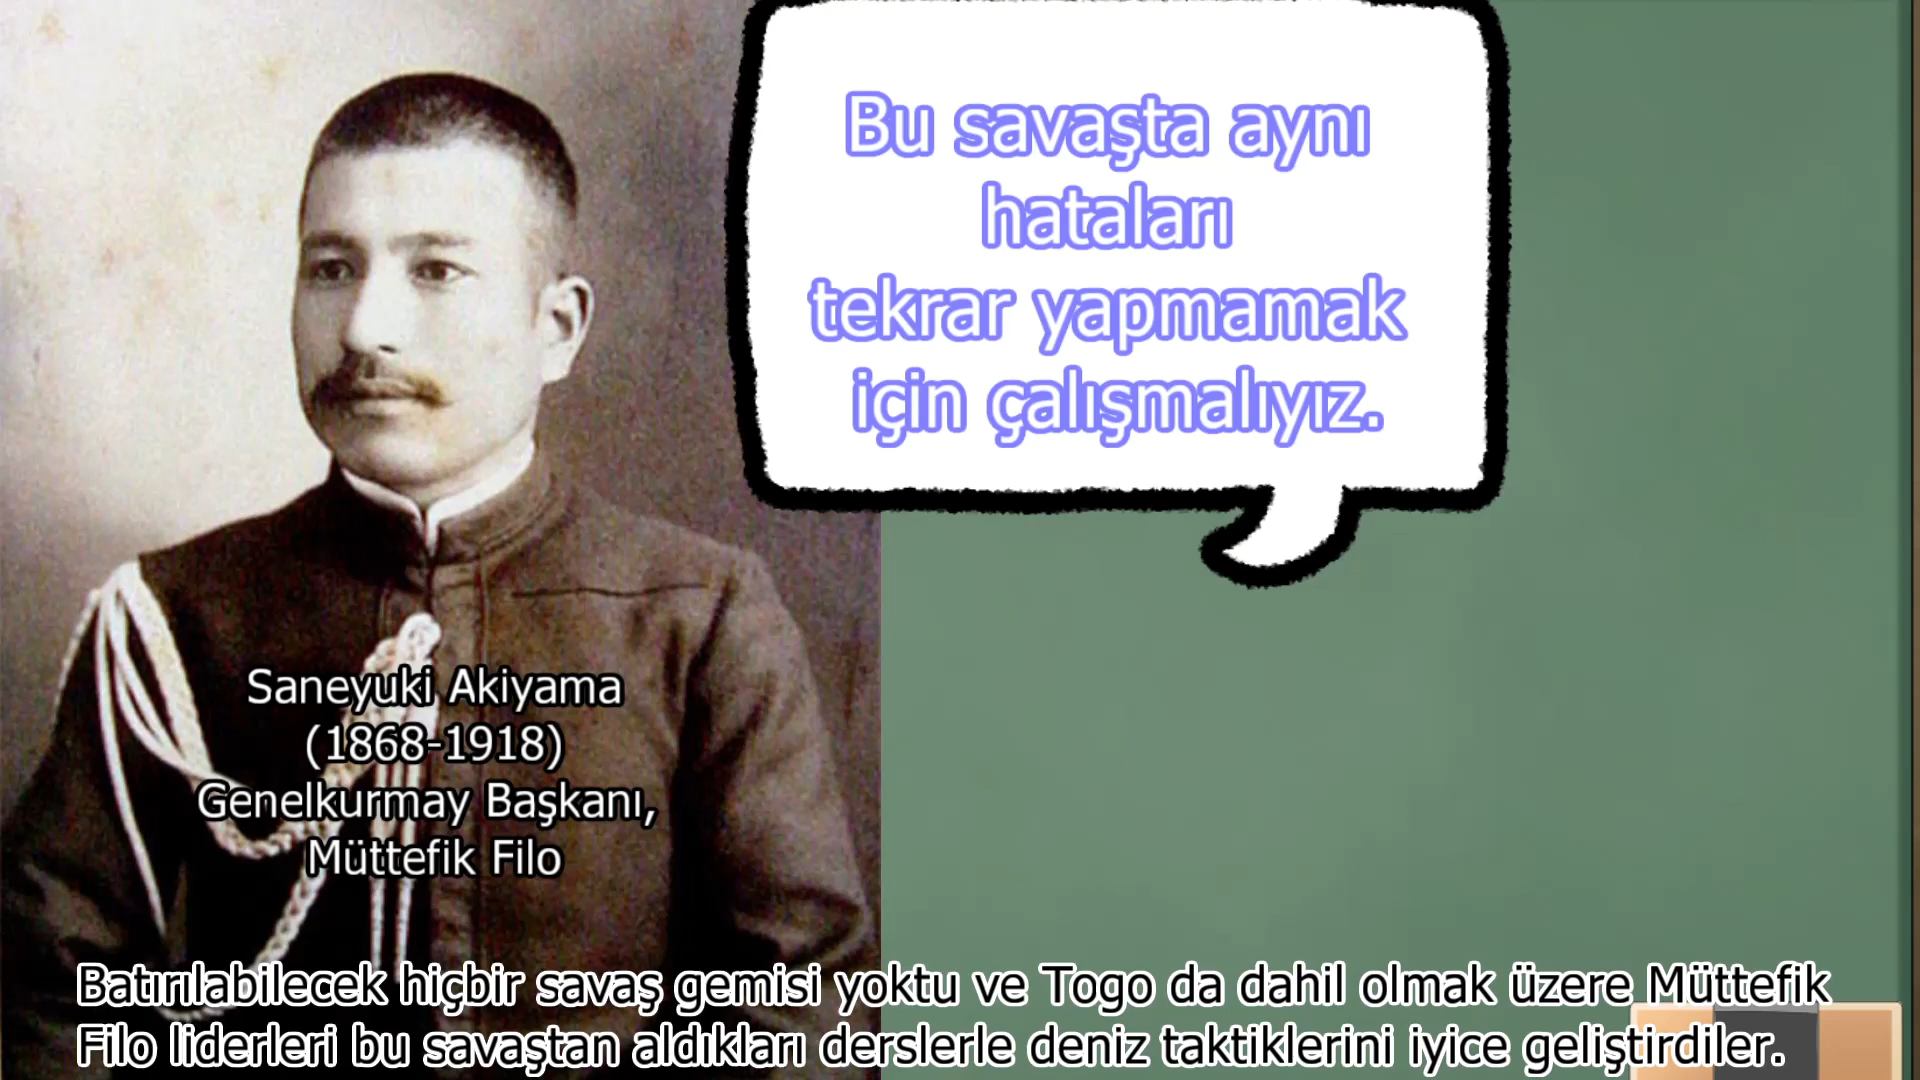 Bu savaşta aynı
hataları
tekrar yapmamak
için çalışmalıyız.
Saneyuki Akiyama
(1868-1918)
Genelkurmay Başkanı,
Müttefik Filo
Batırılabilecek hiçbir savaş gemisi yoktu ve Togo da dahil olmak üzere Müttefik
Filo liderleri bu savaştan aldıkları derslerle deniz taktiklerini iyice geliştirdiler.